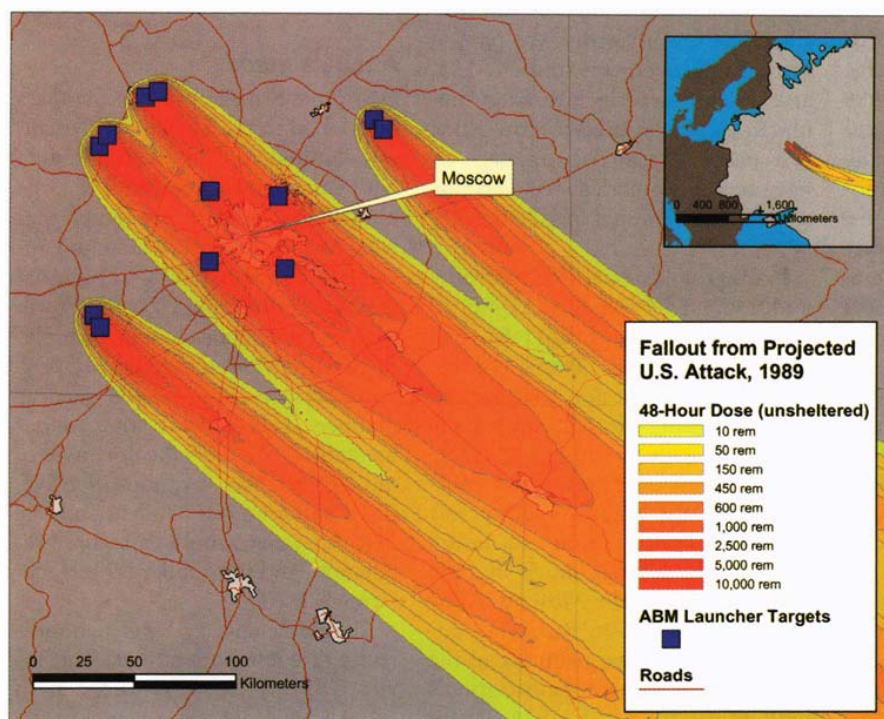 Moscow
0 400 800 1,600
Kilometers
Fallout from Projected
U.S. Attack, 1989
48-Hour Dose (unsheltered)
10 rem
50 rem
150 rem
450 rem
600 rem
1,000 rem
2,500 rem
5,000 rem
10,000 rem
ABM Launcher Targets
Roads
0 25 50 100
Kilometers